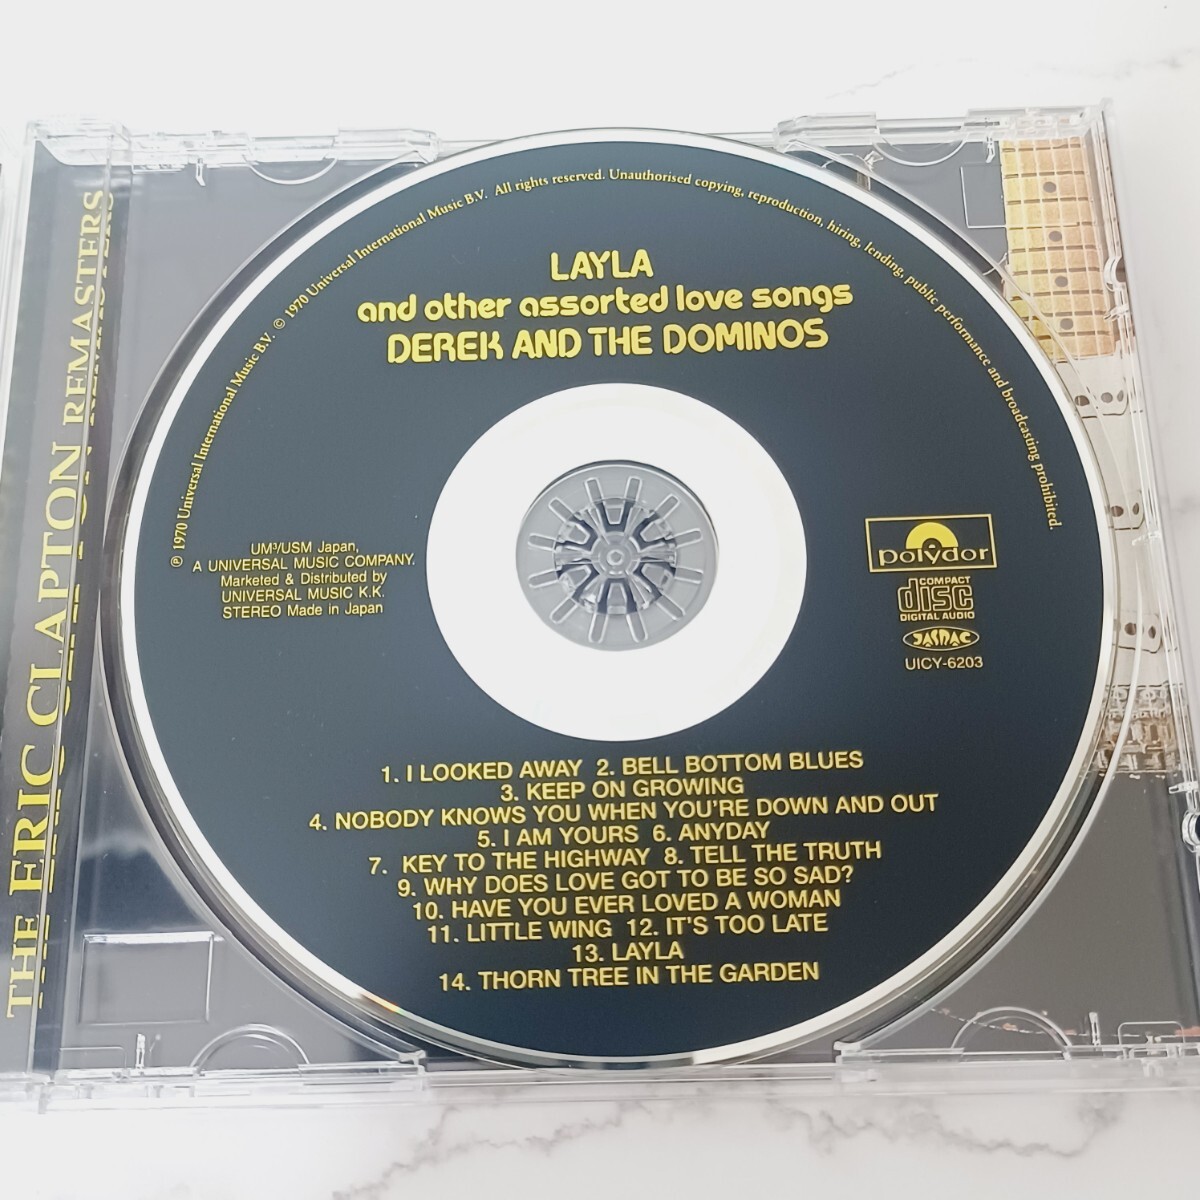 THE ERIC CLAPTON REMASTERS
℗ 1970 Universal International Music B.V. © 1970 Universal International Music B.V. All rights reserved. Unauthorised copying, reproduction, hiring, lending, public performance and broadcasting prohibited.
LAYLA
and other assorted love songs
DEREK AND THE DOMINOS
UM³/USM Japan,
A UNIVERSAL MUSIC COMPANY.
Marketed & Distributed by
UNIVERSAL MUSIC K.K.
STEREO Made in Japan
polydor
COMPACT
disc
DIGITAL AUDIO
JASRAC
UICY-6203
1. I LOOKED AWAY 2. BELL BOTTOM BLUES
3. KEEP ON GROWING
4. NOBODY KNOWS YOU WHEN YOU'RE DOWN AND OUT
5. I AM YOURS 6. ANYDAY
7. KEY TO THE HIGHWAY 8. TELL THE TRUTH
9. WHY DOES LOVE GOT TO BE SO SAD?
10. HAVE YOU EVER LOVED A WOMAN
11. LITTLE WING 12. IT'S TOO LATE
13. LAYLA
14. THORN TREE IN THE GARDEN